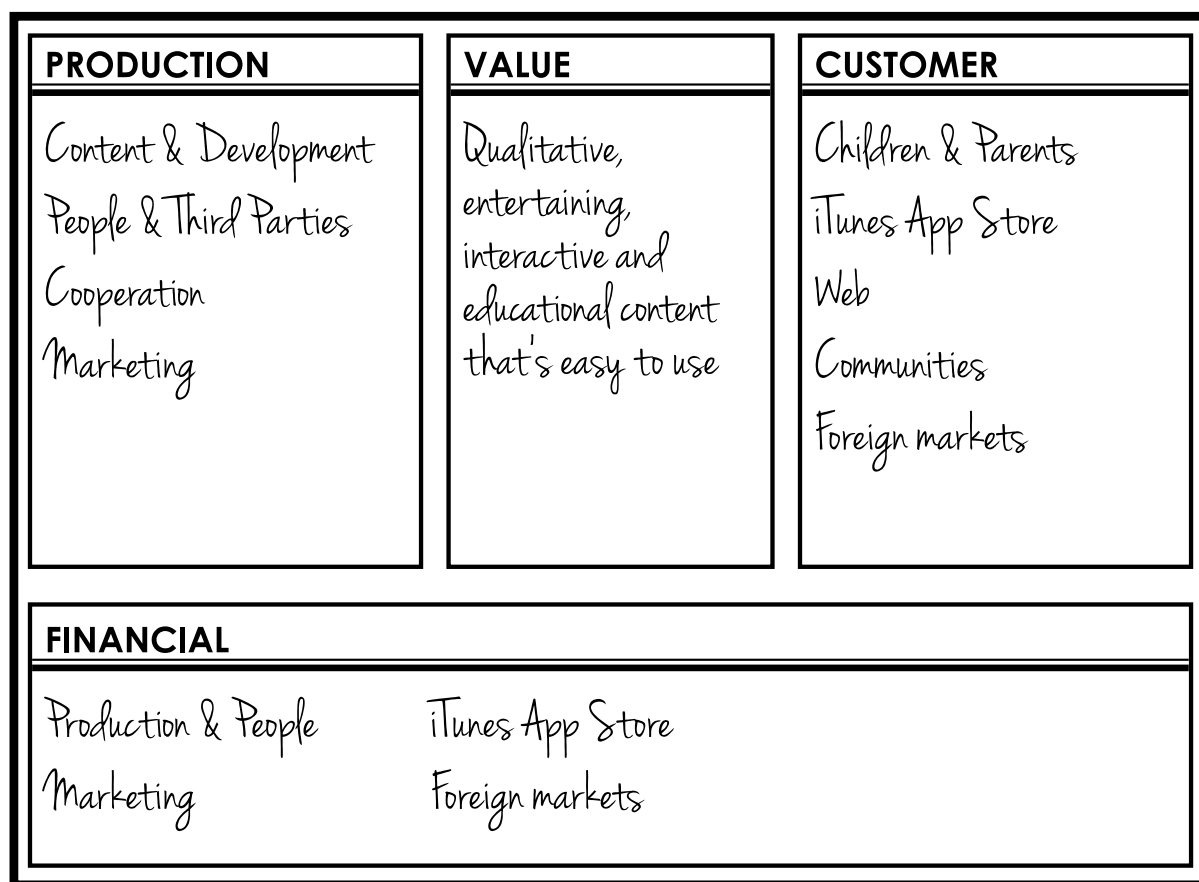 PRODUCTION
Content & Development
People & Third Parties
Cooperation
Marketing
VALUE
Qualitative,
entertaining,
interactive and
educational content
that's easy to use
CUSTOMER
Children & Parents
iTunes App Store
Web
Communities
Foreign markets
FINANCIAL
Production & People
Marketing
iTunes App Store
Foreign markets